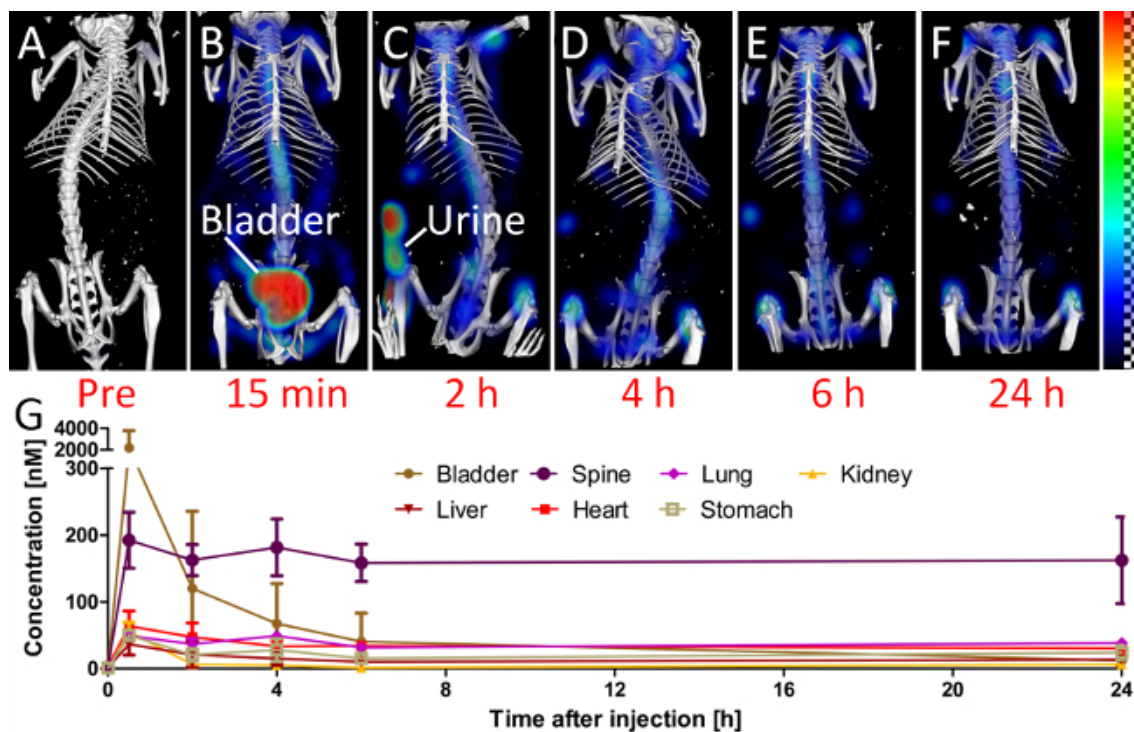 A B C D E F
Bladder
Urine
Pre 15 min 2 h 4 h 6 h 24 h
G
Concentration [nM]
4000
2000
300
200
100
0
Bladder Spine Lung Kidney
Liver Heart Stomach
0 4 8 12 16 20 24
Time after injection [h]